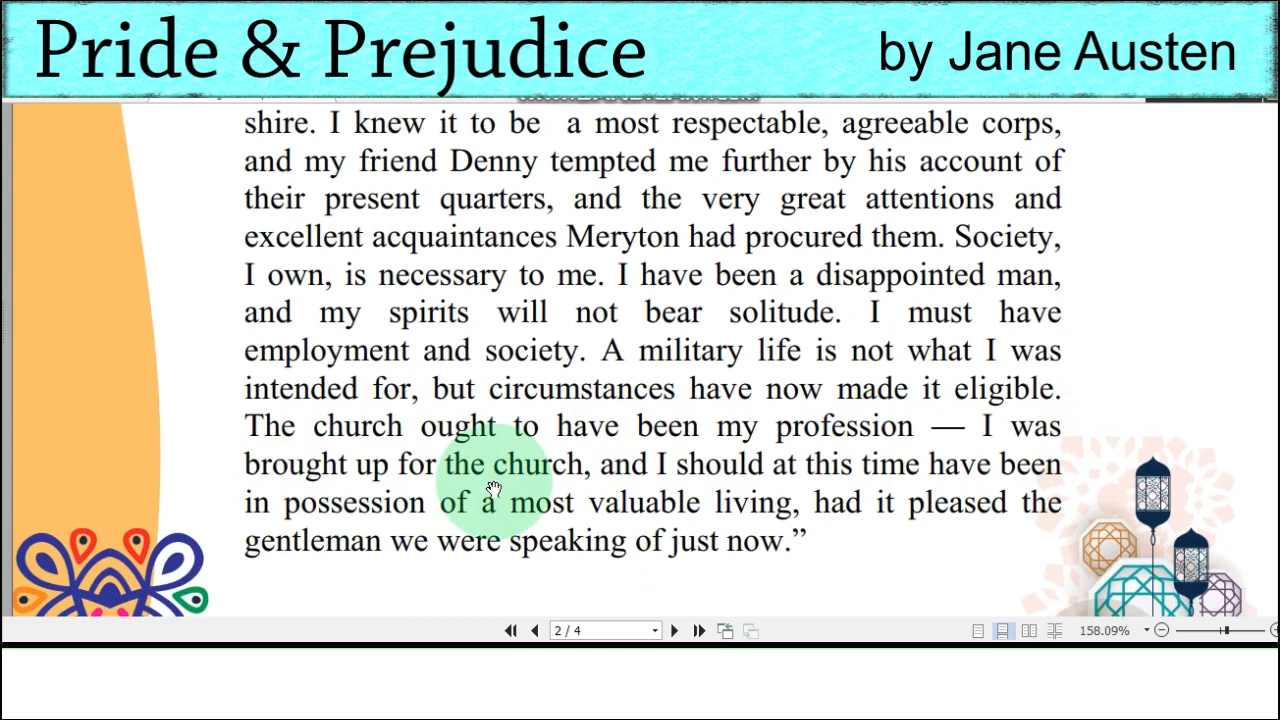 Pride & Prejudice
by Jane Austen
shire. I knew it to be a most respectable, agreeable corps,
and my friend Denny tempted me further by his account of
their present quarters, and the very great attentions and
excellent acquaintances Meryton had procured them. Society,
I own, is necessary to me. I have been a disappointed man,
and my spirits will not bear solitude. I must have
employment and society. A military life is not what I was
intended for, but circumstances have now made it eligible.
The church ought to have been my profession — I was
brought up for the church, and I should at this time have been
in possession of a most valuable living, had it pleased the
gentleman we were speaking of just now.”
2 / 4
158.09%